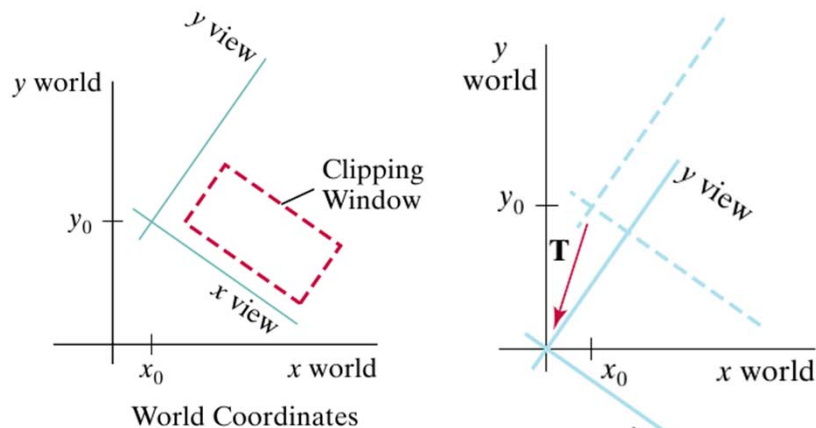 y view
y world
Clipping
Window
y₀
x view
x₀
x world
World Coordinates
y
world
y view
y₀
T
x₀
x world